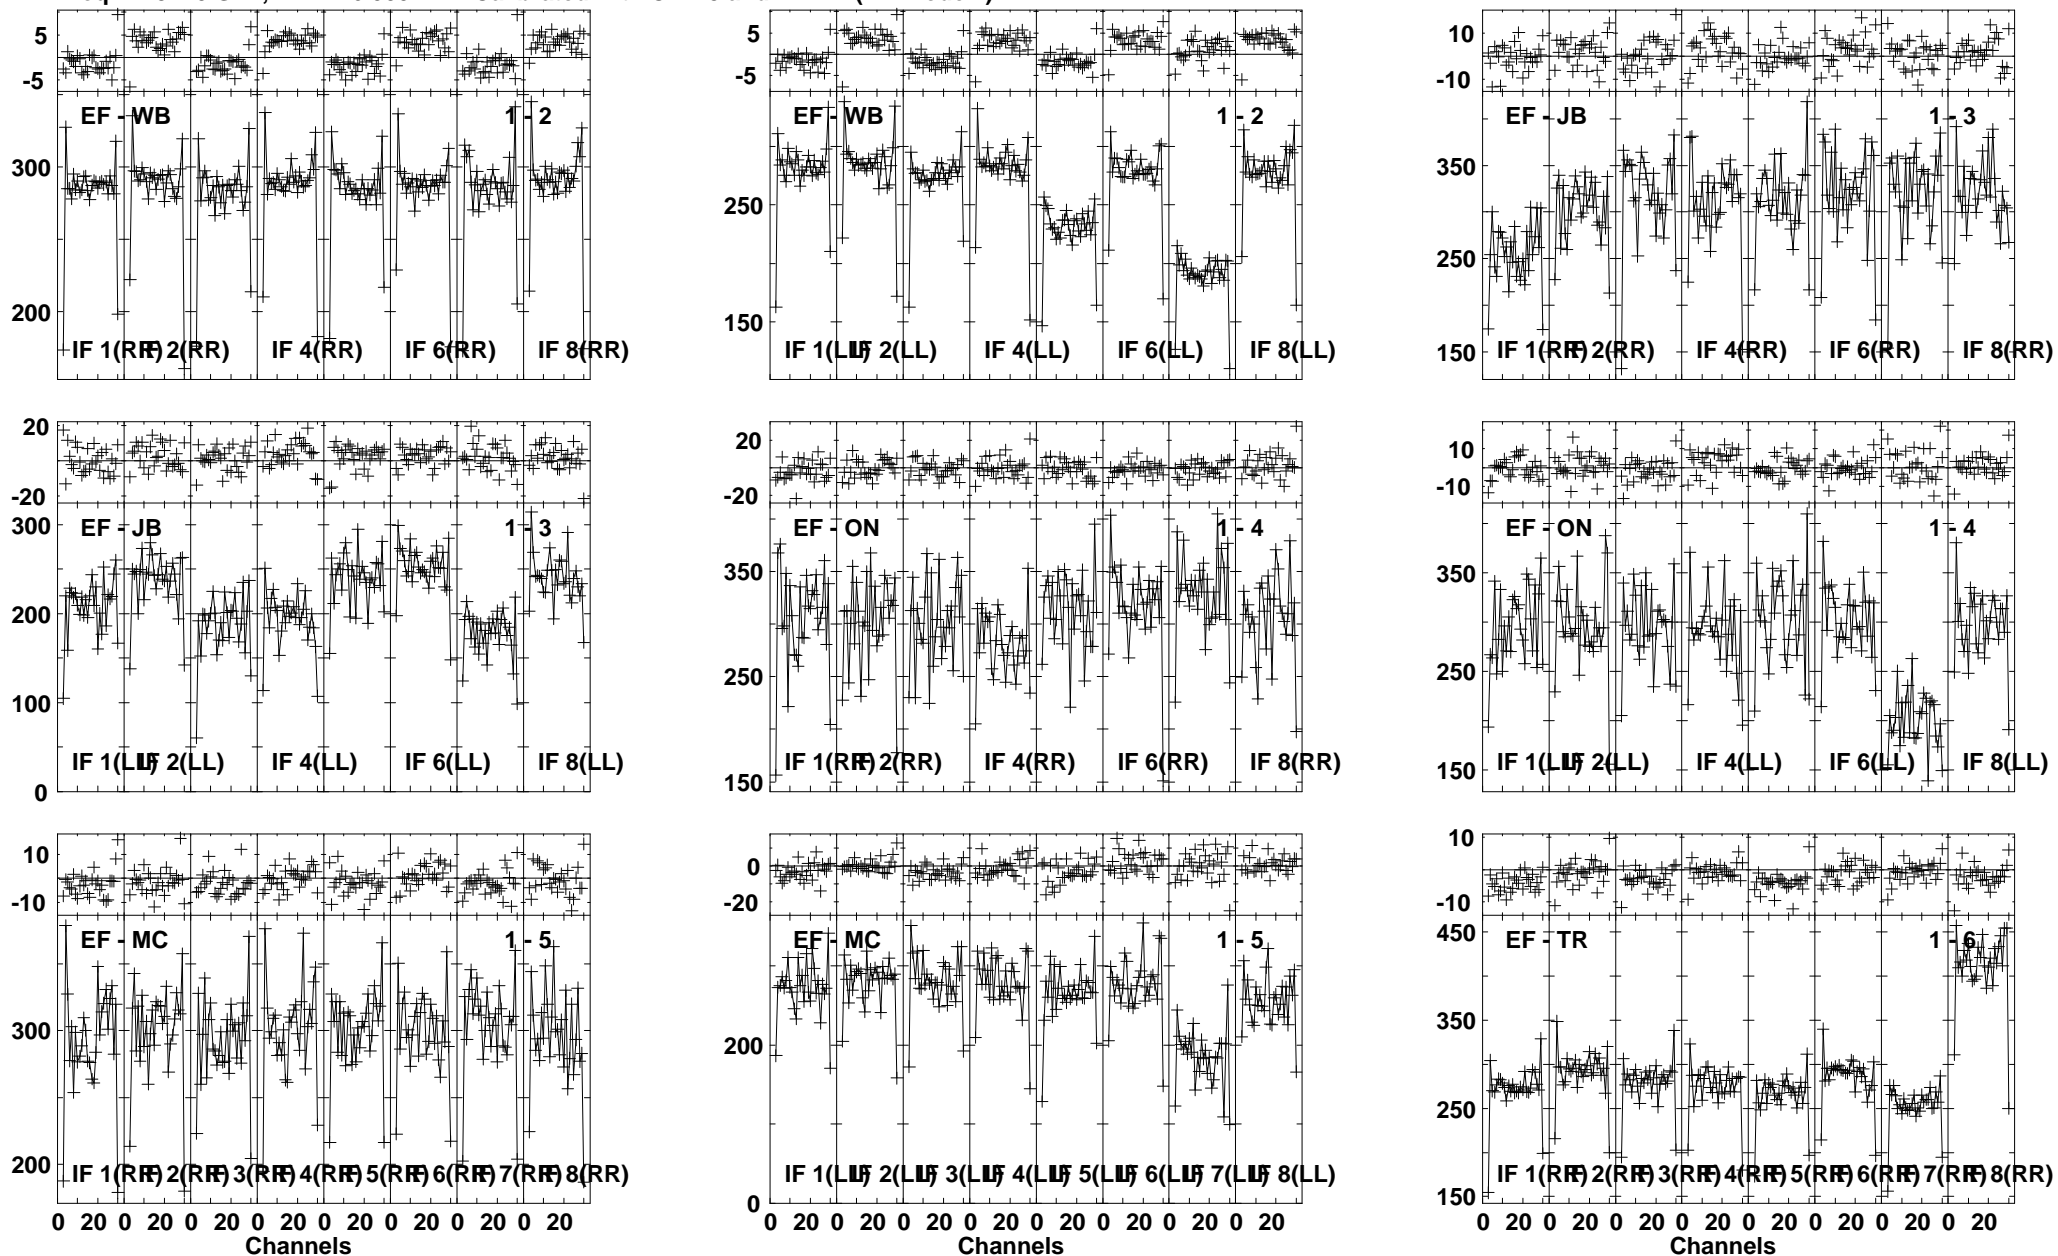 5
-5
EF - WB
1 - 2
300
200
IF 1(RR)
IF 2(RR)
IF 4(RR)
IF 6(RR)
IF 8(RR)
5
-5
EF - WB
1 - 2
250
150
IF 1(LL)
IF 2(LL)
IF 4(LL)
IF 6(LL)
IF 8(LL)
10
-10
EF - JB
1 - 3
350
250
150
IF 1(RR)
IF 2(RR)
IF 4(RR)
IF 6(RR)
IF 8(RR)
20
-20
EF - JB
1 - 3
300
200
100
0
IF 1(LL)
IF 2(LL)
IF 4(LL)
IF 6(LL)
IF 8(LL)
20
-20
EF - ON
1 - 4
350
250
150
IF 1(RR)
IF 2(RR)
IF 4(RR)
IF 6(RR)
IF 8(RR)
10
-10
EF - ON
1 - 4
350
250
150
IF 1(LL)
IF 2(LL)
IF 4(LL)
IF 6(LL)
IF 8(LL)
10
-10
EF - MC
1 - 5
300
200
IF 1(RR)
IF 2(RR)
IF 3(RR)
IF 4(RR)
IF 5(RR)
IF 6(RR)
IF 7(RR)
IF 8(RR)
0 20 0 20 0 20 0 20 0 20 0 20 0 20 0 20
Channels
0
-20
EF - MC
1 - 5
200
0
IF 1(LL)
IF 2(LL)
IF 3(LL)
IF 4(LL)
IF 5(LL)
IF 6(LL)
IF 7(LL)
IF 8(LL)
0 20 0 20 0 20 0 20 0 20 0 20 0 20 0 20
Channels
10
-10
EF - TR
1 - 6
450
350
250
150
IF 1(RR)
IF 2(RR)
IF 3(RR)
IF 4(RR)
IF 5(RR)
IF 6(RR)
IF 7(RR)
IF 8(RR)
0 20 0 20 0 20 0 20 0 20 0 20 0 20 0 20
Channels